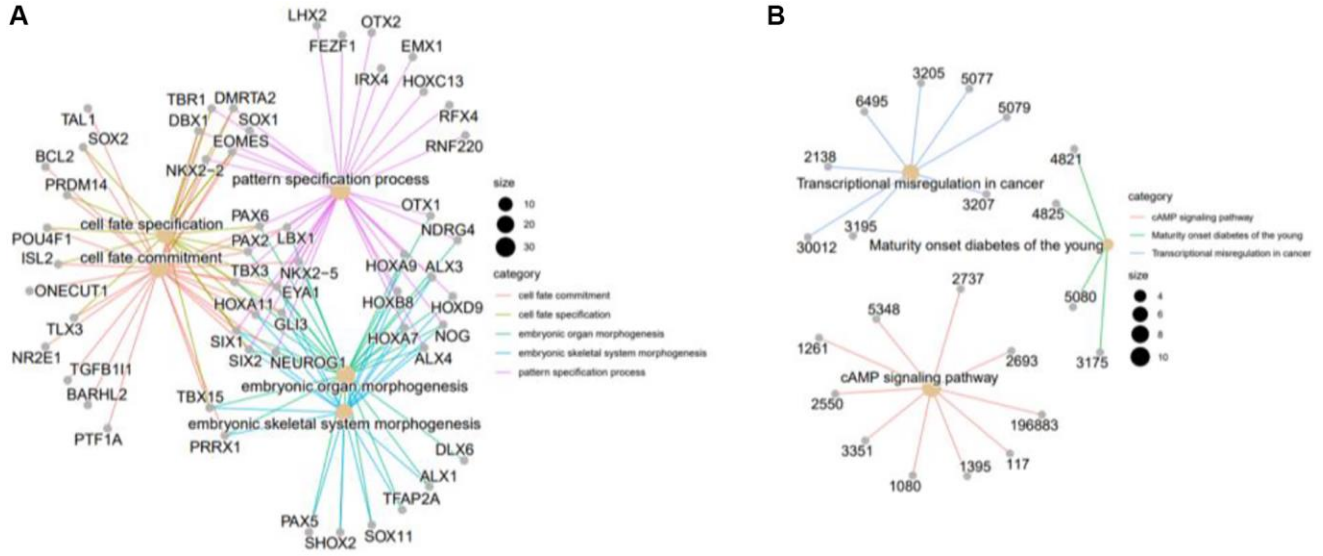 A
LHX2
OTX2
FEZF1
EMX1
IRX4
HOXC13
TBR1 DMRTA2
RFX4
TAL1
DBX1
SOX1
SOX2
EOMES
RNF220
BCL2
NKX2-2
PRDM14
pattern specification process
size
10
20
30
OTX1
PAX6
cell fate specification
NDRG4
POU4F1
PAX2
LBX1
ISL2
cell fate commitment
HOXA9
ALX3
TBX3
NKX2-5
category
ONECUT1
EYA1
cell fate commitment
HOXA11
HOXB8
HOXD9
cell fate specification
TLX3
GLI3
embryonic organ morphogenesis
SIX1
HOXA7
NOG
embryonic skeletal system morphogenesis
NR2E1
SIX2
NEUROG1
ALX4
pattern specification process
TGFB1I1
embryonic organ morphogenesis
BARHL2
TBX15
embryonic skeletal system morphogenesis
PTF1A
PRRX1
DLX6
ALX1
TFAP2A
PAX5
SHOX2
SOX11
B
3205
5077
6495
5079
2138
4821
Transcriptional misregulation in cancer
3207
4825
3195
30012
Maturity onset diabetes of the young
category
cAMP signaling pathway
Maturity onset diabetes of the young
Transcriptional misregulation in cancer
size
4
6
8
10
2737
5080
5348
1261
2693
3175
cAMP signaling pathway
2550
196883
3351
1395
117
1080